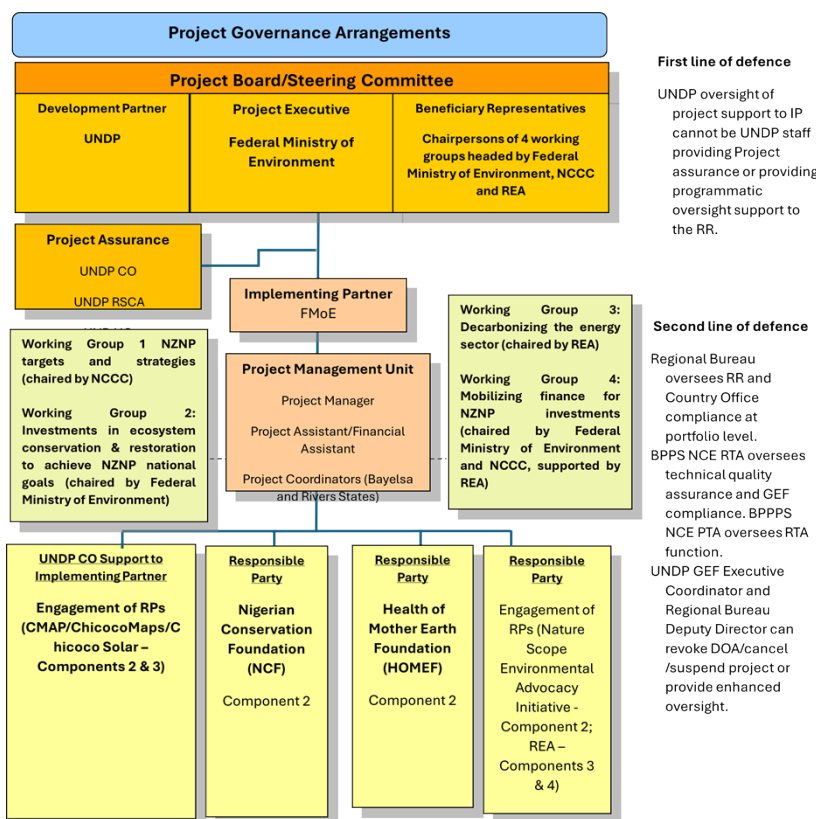 Project Governance Arrangements
Project Board/Steering Committee
Development Partner
UNDP
Project Executive
Federal Ministry of
Environment
Beneficiary Representatives
Chairpersons of 4 working
groups headed by Federal
Ministry of Environment, NCCC
and REA
First line of defence
UNDP oversight of
project support to IP
cannot be UNDP staff
providing Project
assurance or providing
programmatic
oversight support to
the RR.
Project Assurance
UNDP CO
UNDP RSCA
Implementing Partner
FMoE
Working Group 1 NZNP
targets and strategies
(chaired by NCCC)
Working Group 2:
Investments in ecosystem
conservation & restoration
to achieve NZNP national
goals (chaired by Federal
Ministry of Environment)
Project Management Unit
Project Manager
Project Assistant/Financial
Assistant
Project Coordinators (Bayelsa
and Rivers States)
Working Group 3:
Decarbonizing the energy
sector (chaired by REA)
Working Group 4:
Mobilizing finance for
NZNP investments
(chaired by Federal
Ministry of Environment
and NCCC, supported by
REA)
Second line of defence
Regional Bureau
oversees RR and
Country Office
compliance at
portfolio level.
BPPS NCE RTA oversees
technical quality
assurance and GEF
compliance. BPPPS
NCE PTA oversees RTA
function.
UNDP GEF Executive
Coordinator and
Regional Bureau
Deputy Director can
revoke DOA/cancel
/suspend project or
provide enhanced
oversight.
UNDP CO Support to
Implementing Partner
Engagement of RPs
(CMAP/ChicocoMaps/C
hicoco Solar –
Components 2 & 3)
Responsible
Party
Nigerian
Conservation
Foundation
(NCF)
Component 2
Responsible
Party
Health of
Mother Earth
Foundation
(HOMEF)
Component 2
Responsible
Party
Engagement of
RPs (Nature
Scope
Environmental
Advocacy
Initiative -
Component 2;
REA –
Components 3
& 4)